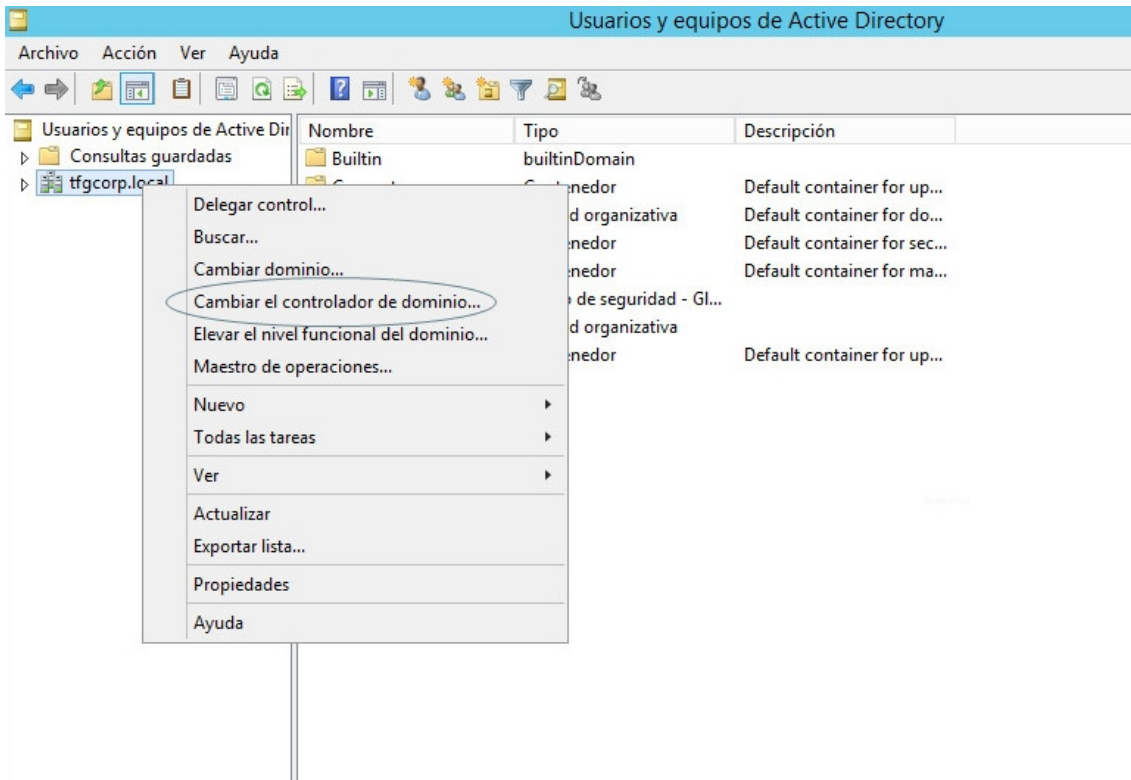 Usuarios y equipos de Active Directory
Archivo Acción Ver Ayuda
Usuarios y equipos de Active Dir
Consultas guardadas
tfgcorp.local
Nombre Tipo Descripción
Builtin builtinDomain
enedor Default container for up...
d organizativa Default container for do...
enedor Default container for sec...
enedor Default container for ma...
de seguridad - Gl...
d organizativa
enedor Default container for up...
Delegar control...
Buscar...
Cambiar dominio...
Cambiar el controlador de dominio...
Elevar el nivel funcional del dominio...
Maestro de operaciones...
Nuevo
Todas las tareas
Ver
Actualizar
Exportar lista...
Propiedades
Ayuda